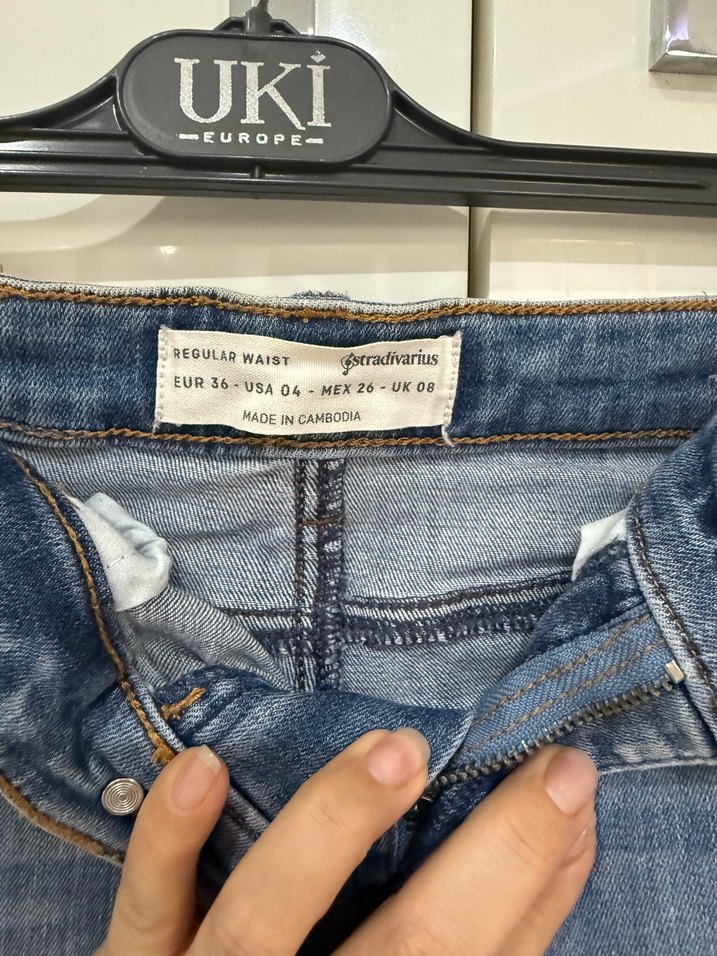 UKİ
EUROPE
REGULAR WAIST stradivarius
EUR 36 - USA 04 - MEX 26 - UK 08
MADE IN CAMBODIA